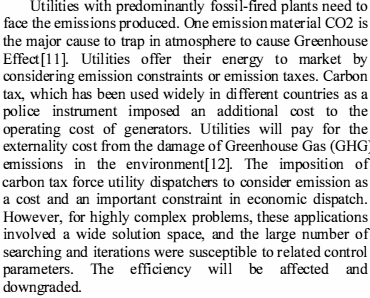 Utilities with predominantly fossil-fired plants need to
face the emissions produced. One emission material CO2 is
the major cause to trap in atmosphere to cause Greenhouse
Effect[11]. Utilities offer their energy to market by
considering emission constraints or emission taxes. Carbon
tax, which has been used widely in different countries as a
police instrument imposed an additional cost to the
operating cost of generators. Utilities will pay for the
externality cost from the damage of Greenhouse Gas (GHG)
emissions in the environment[12]. The imposition of
carbon tax force utility dispatchers to consider emission as
a cost and an important constraint in economic dispatch.
However, for highly complex problems, these applications
involved a wide solution space, and the large number of
searching and iterations were susceptible to related control
parameters. The efficiency will be affected and
downgraded.